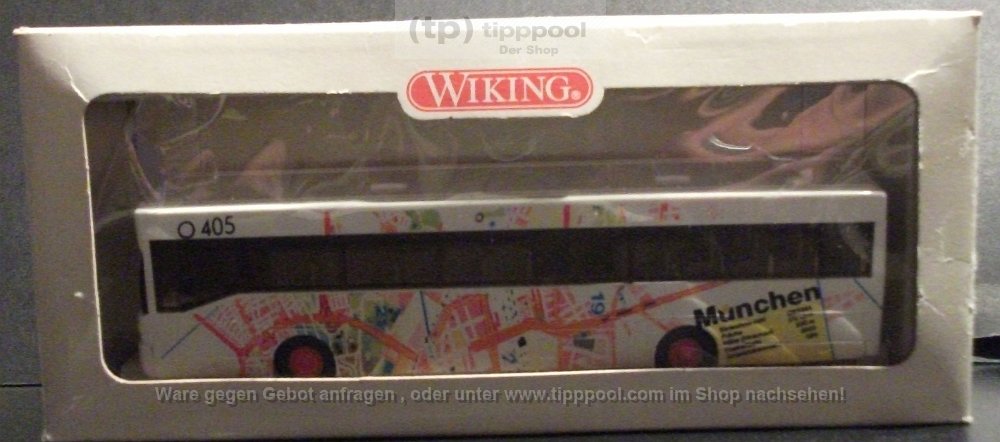 (tp) tipppool
Der Shop
WIKING®
O 405
19
Munchen
Ware gegen Gebot anfragen , oder unter www.tipppool.com im Shop nachsehen!